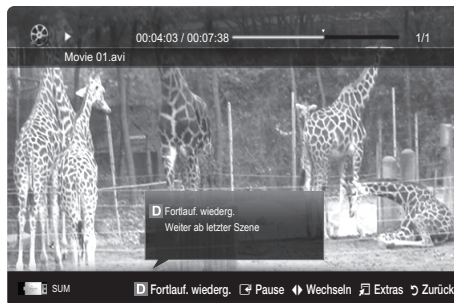 00:04:03 / 00:07:38 1/1
Movie 01.avi
D Fortlauf. wiederg.
Weiter ab letzter Szene
SUM D Fortlauf. wiederg. Pause Wechseln Extras Zurück